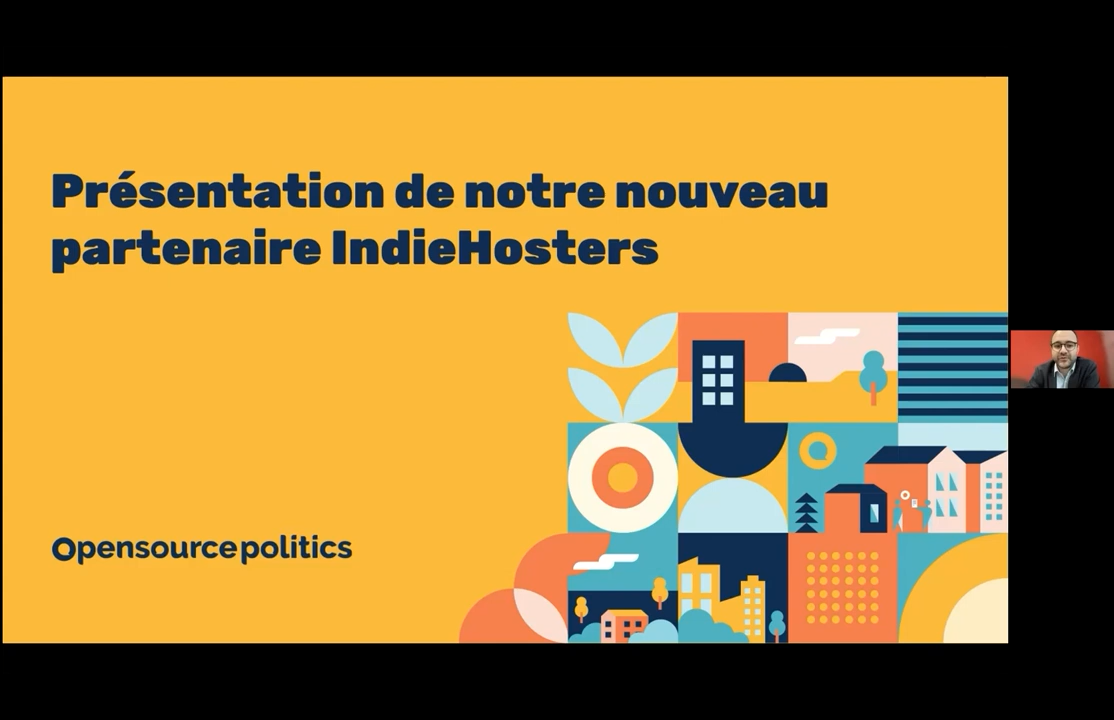 Présentation de notre nouveau
partenaire IndieHosters
Opensourcepolitics